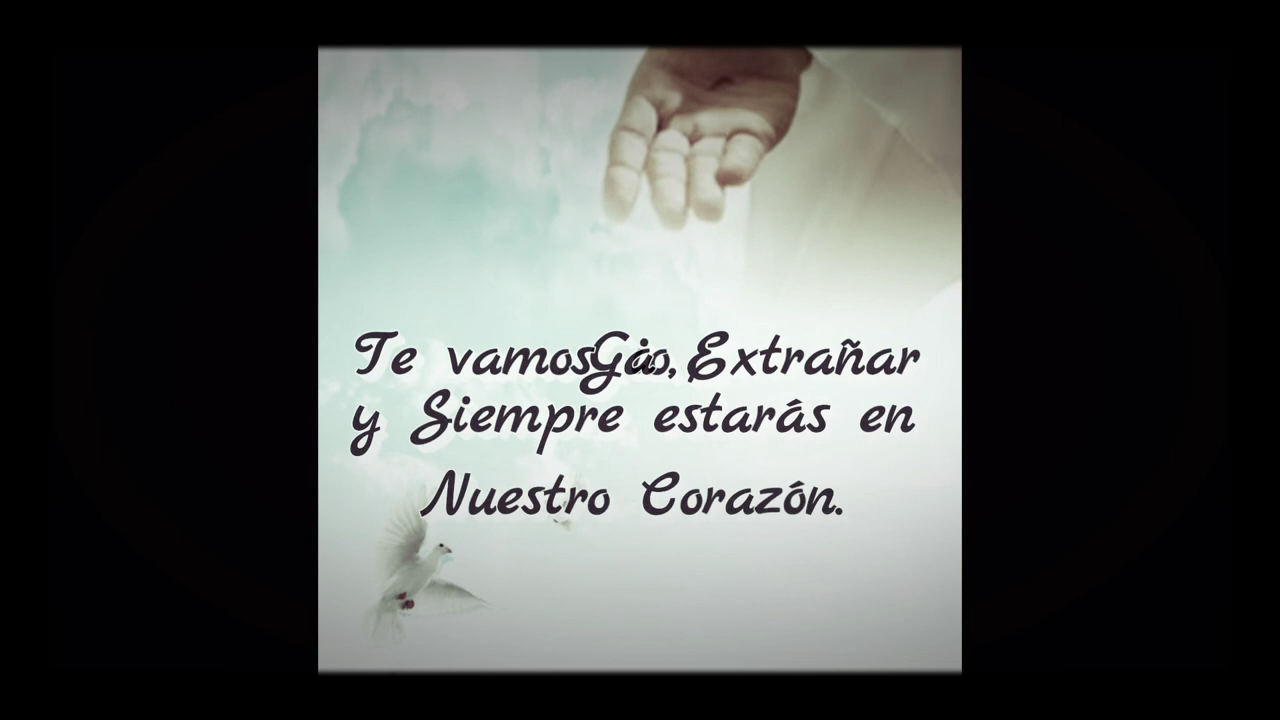 Te vamos Extrañar
y Siempre estarás en
Nuestro Corazón.